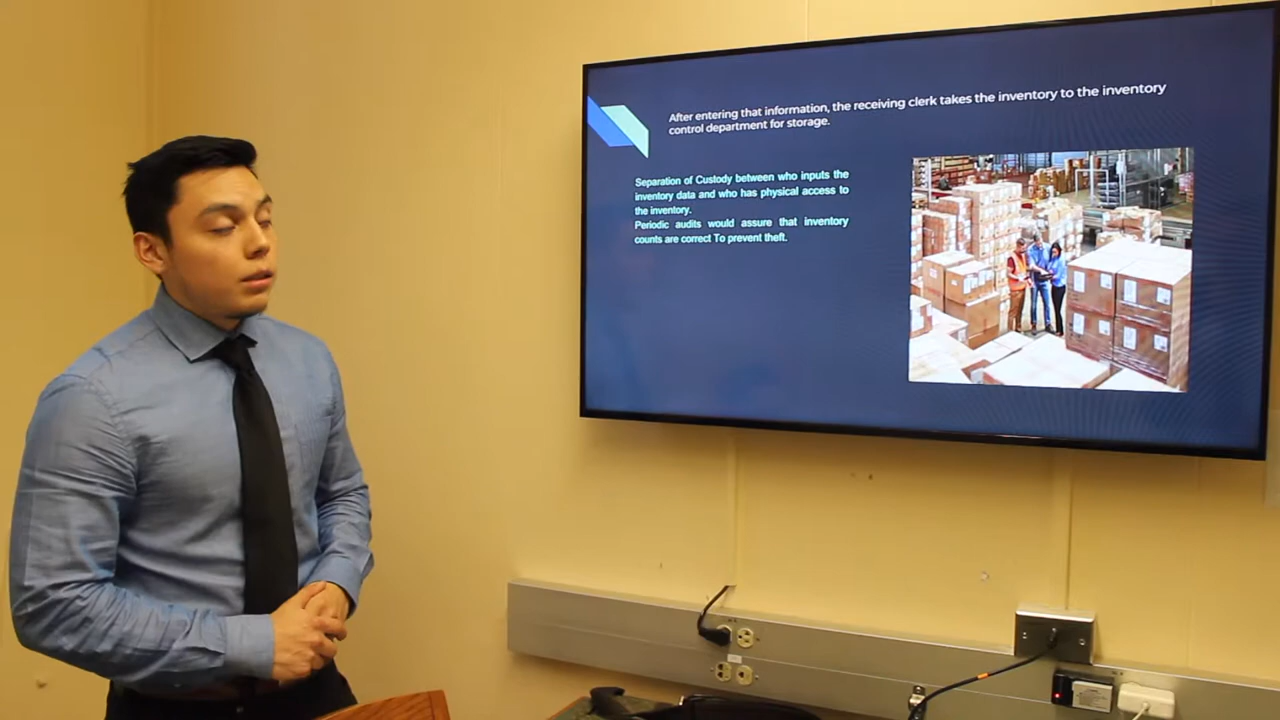 After entering that information, the receiving clerk takes the inventory to the inventory
control department for storage.
Separation of Custody between who inputs the
inventory data and who has physical access to
the inventory.
Periodic audits would assure that inventory
counts are correct To prevent theft.